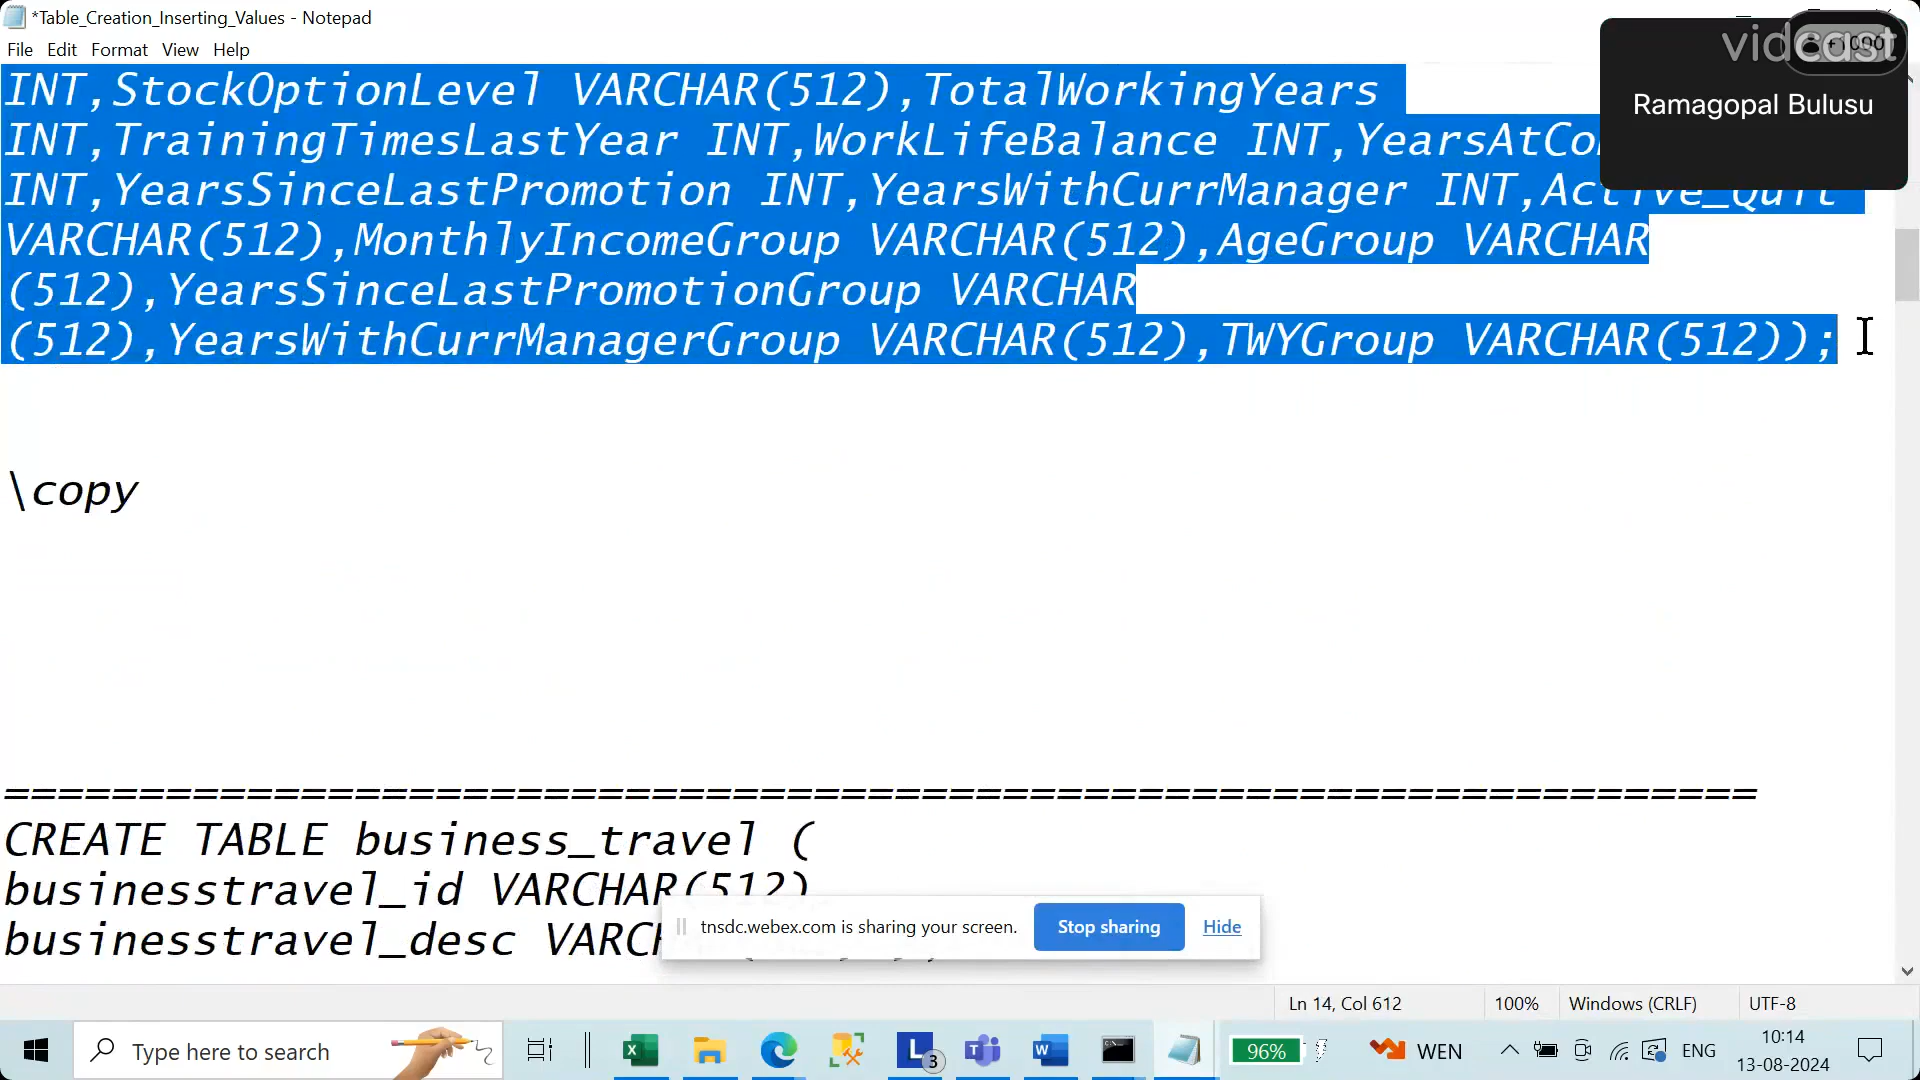 *Table_Creation_Inserting_Values - Notepad
File Edit Format View Help
vidcast
Ramagopal Bulusu
INT,StockOptionLevel VARCHAR(512),TotalWorkingYears
INT,TrainingTimesLastYear INT,WorkLifeBalance INT,YearsAtCo
INT,YearsSinceLastPromotion INT,YearsWithCurrManager INT,Active_Quit
VARCHAR(512),MonthlyIncomeGroup VARCHAR(512),AgeGroup VARCHAR
(512),YearsSinceLastPromotionGroup VARCHAR
(512),YearsWithCurrManagerGroup VARCHAR(512),TWYGroup VARCHAR(512));
\copy
=================================================================
CREATE TABLE business_travel (
businesstravel_id VARCHAR(512)
businesstravel_desc VARCH
tnsdc.webex.com is sharing your screen. Stop sharing Hide
Ln 14, Col 612 100% Windows (CRLF) UTF-8
Type here to search 3 96% WEN ENG
10:14
13-08-2024